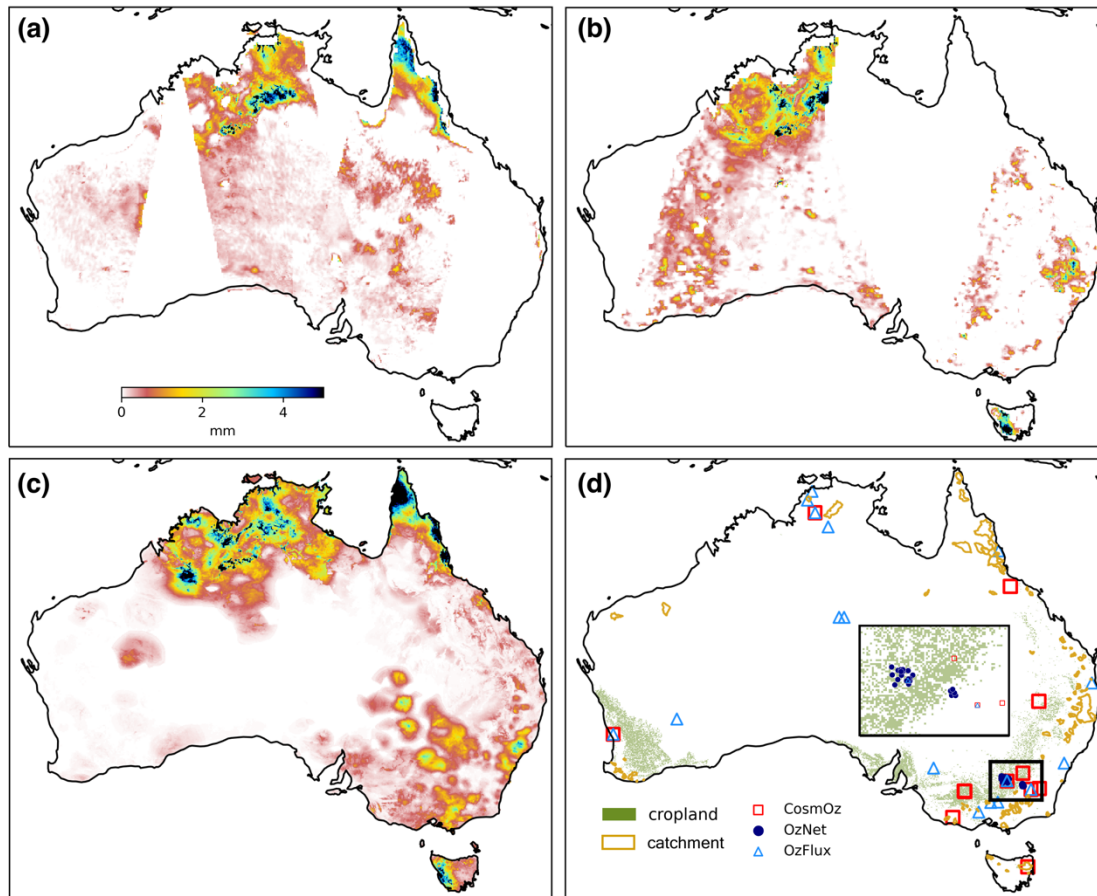 (a)
(b)
0 2 4
mm
(c)
(d)
cropland
catchment
CosmOz
OzNet
OzFlux